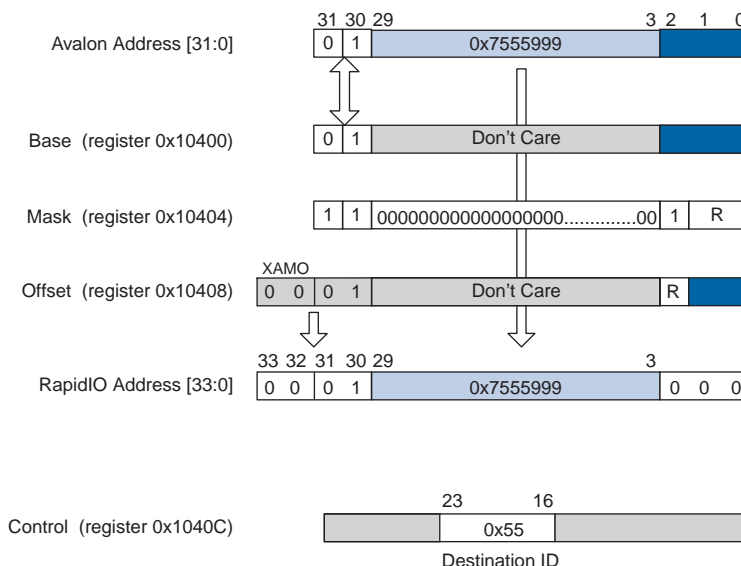 31 30 29 3 2 1 0
Avalon Address [31:0] 0 1 0x7555999
Base (register 0x10400) 0 1 Don't Care
Mask (register 0x10404) 1 1 000000000000000000.............00 1 R
XAMO
Offset (register 0x10408) 0 0 0 1 Don't Care R
33 32 31 30 29 3
RapidIO Address [33:0] 0 0 0 1 0x7555999 0 0 0
23 16
Control (register 0x1040C) 0x55
Destination ID